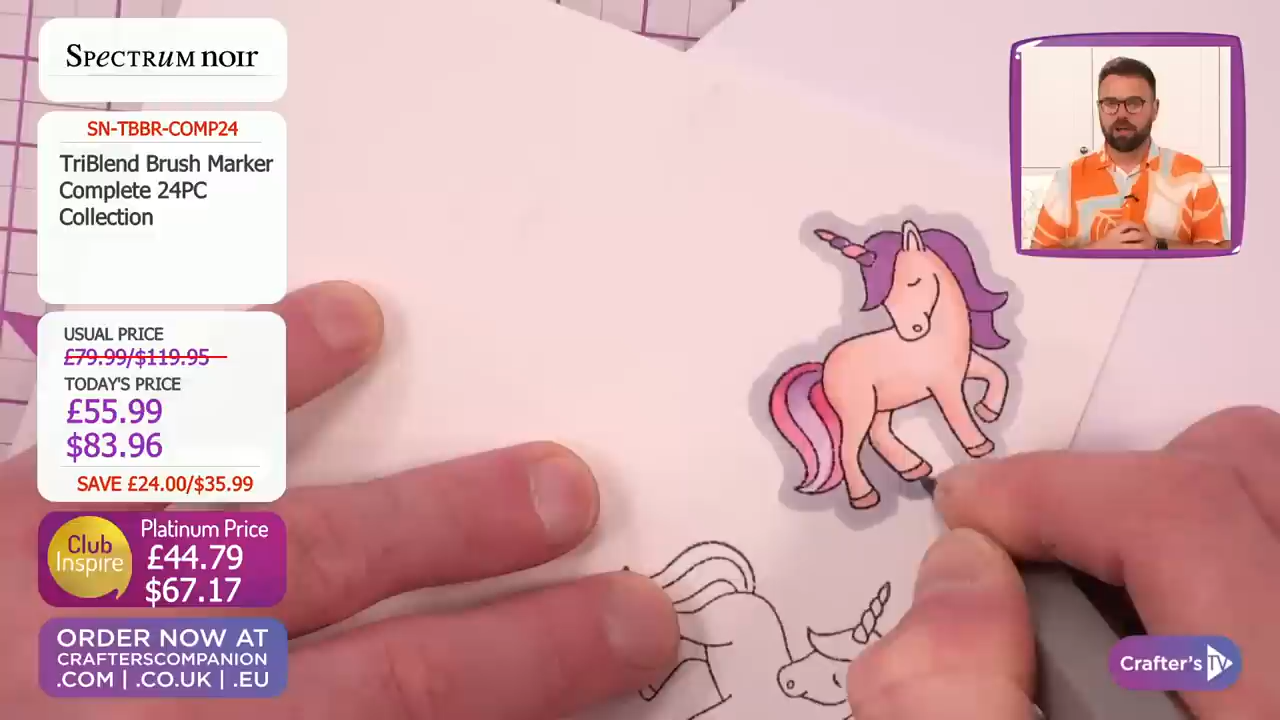 SPECTRUM NOIR
SN-TBBR-COMP24
TriBlend Brush Marker
Complete 24PC
Collection
USUAL PRICE
£79.99/$119.95
TODAY'S PRICE
£55.99
$83.96
SAVE £24.00/$35.99
Club
Inspire
Platinum Price
£44.79
$67.17
ORDER NOW AT
CRAFTERSCOMPANION
.COM | .CO.UK | .EU
Crafter's TV